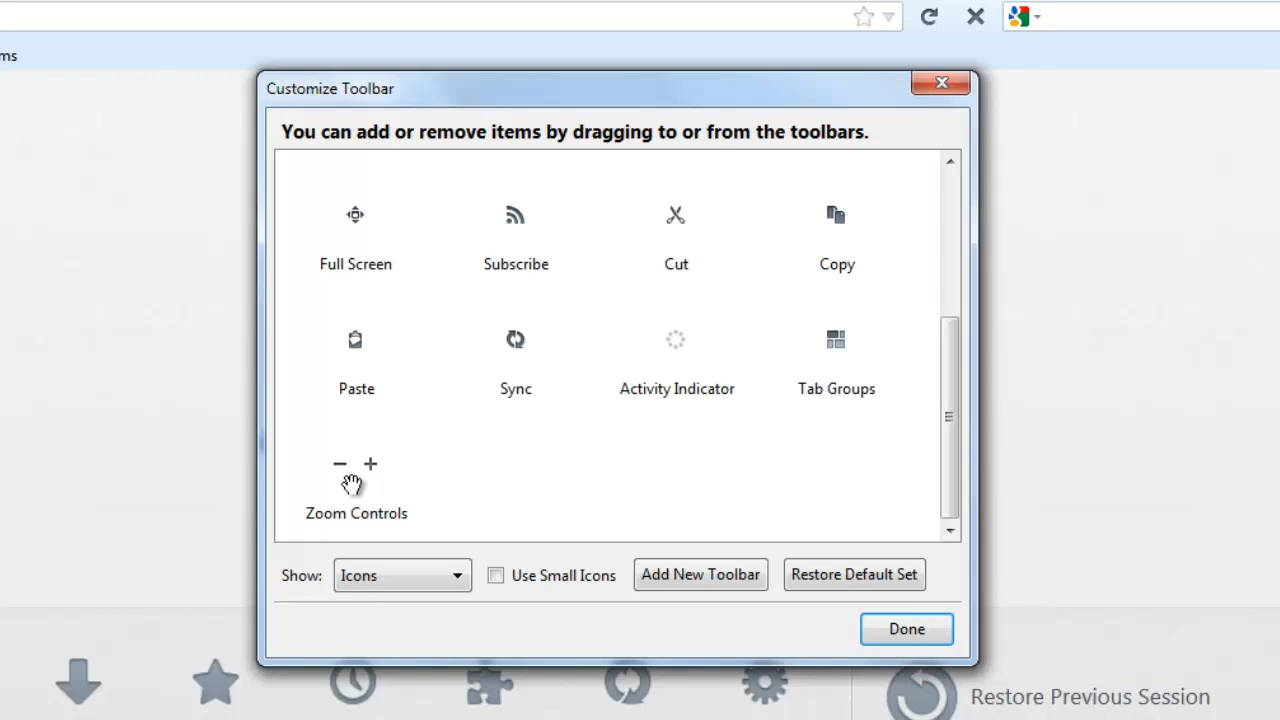 ms
Customize Toolbar
You can add or remove items by dragging to or from the toolbars.
Full Screen
Subscribe
Cut
Copy
Paste
Sync
Activity Indicator
Tab Groups
Zoom Controls
Show:
Icons
Use Small Icons
Add New Toolbar
Restore Default Set
Done
Restore Previous Session